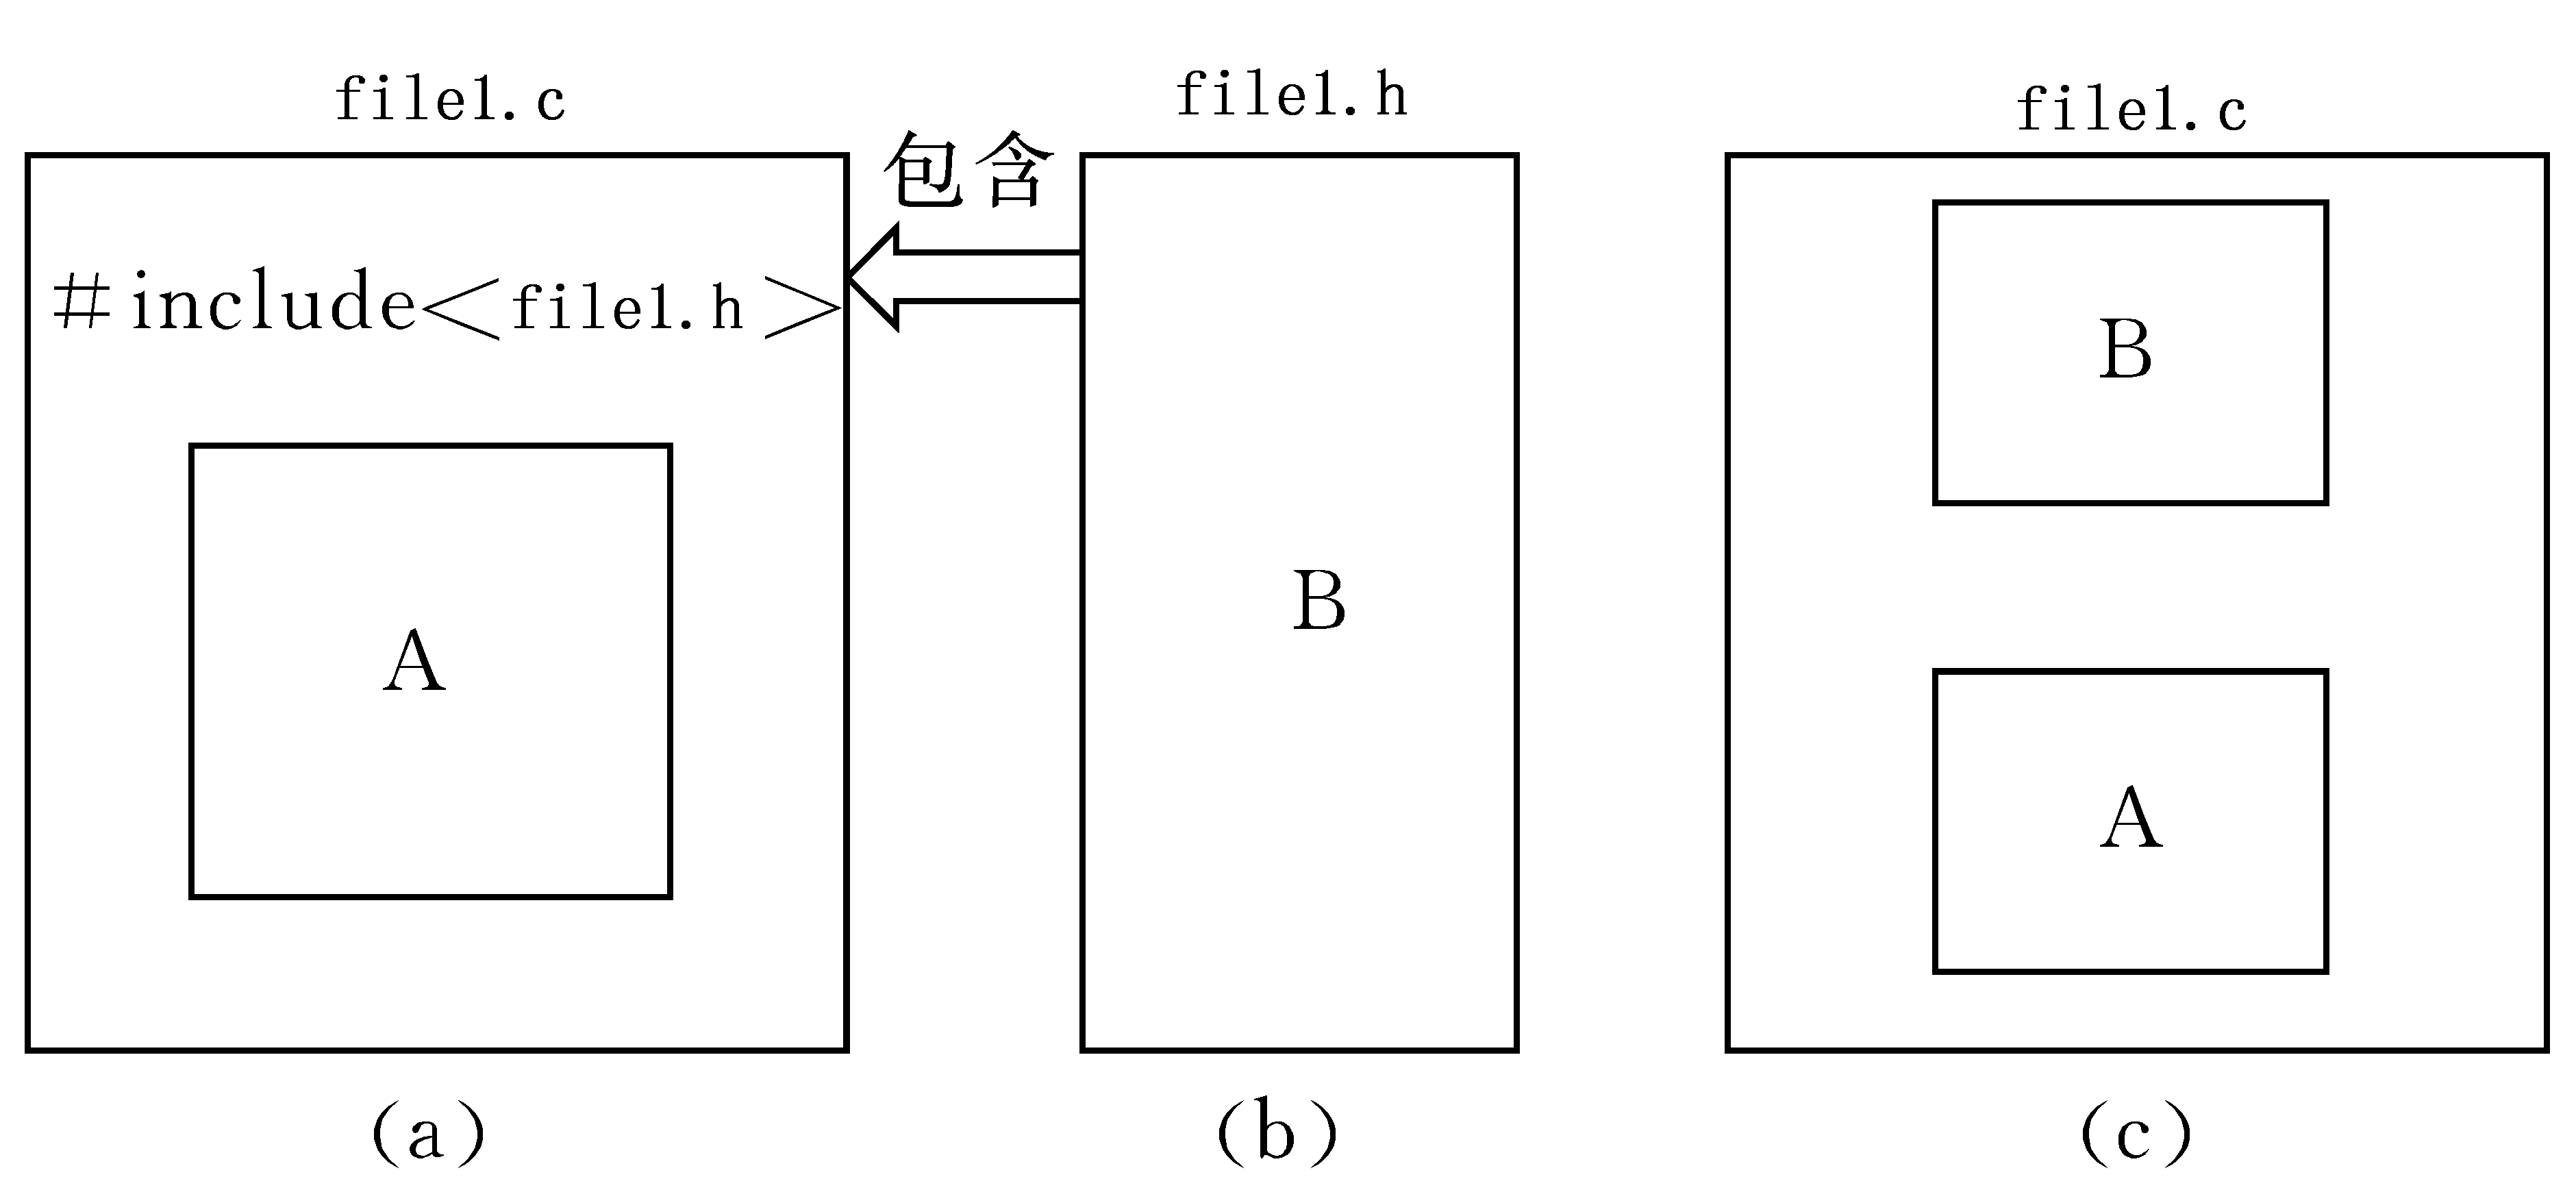 file1.c
#include<file1.h>
A
(a)
包含
file1.h
B
(b)
file1.c
B
A
(c)